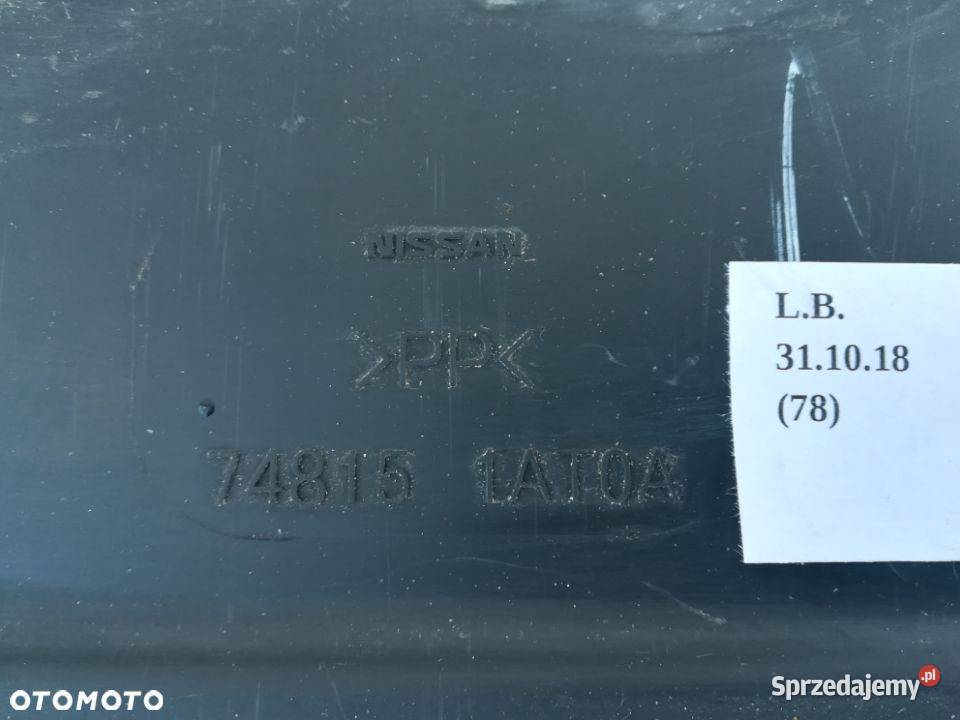 NISSAN
>PP<
74815 1AT0A
L.B.
31.10.18
(78)
OTOMOTO
Sprzedajemy.pl